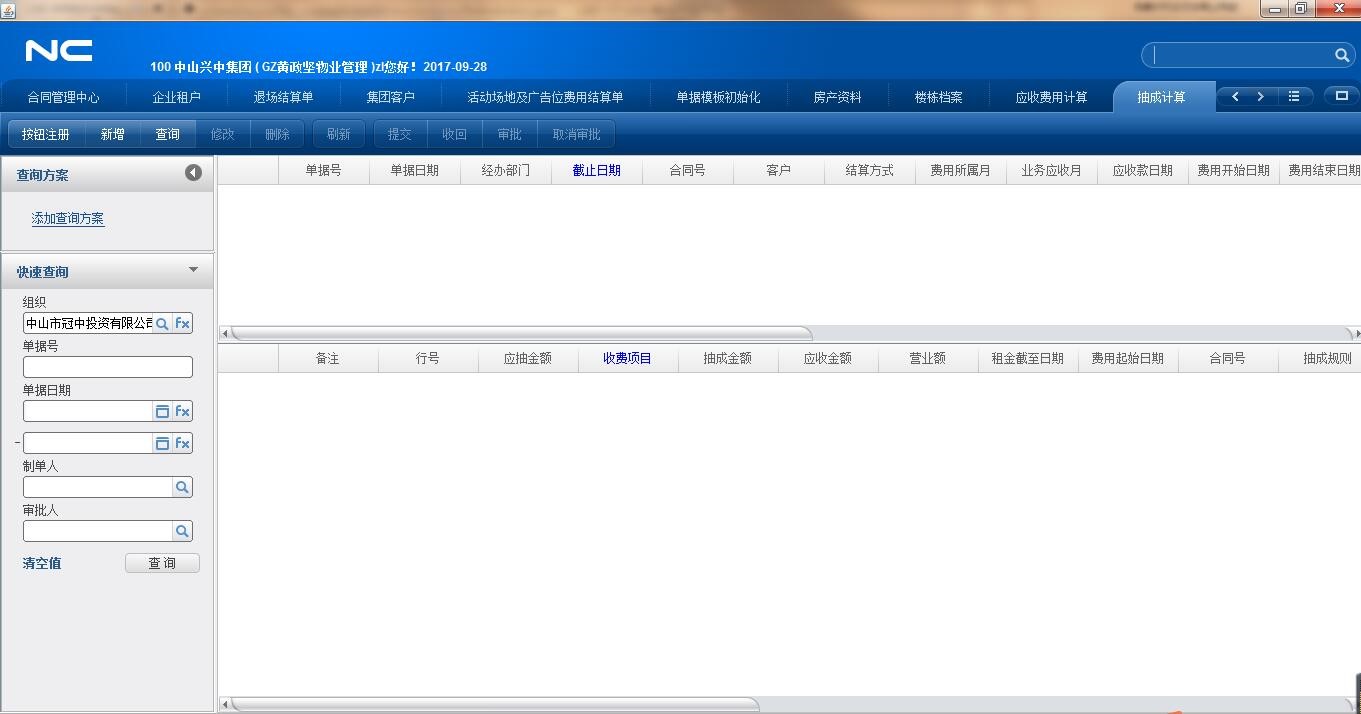 NC
100 中山兴中集团 ( GZ黄政坚物业管理 )zl您好！2017-09-28
合同管理中心 企业租户 退场结算单 集团客户 活动场地及广告位费用结算单 单据模板初始化 房产资料 楼栋档案 应收费用计算 抽成计算
按钮注册 新增 查询 修改 删除 刷新 提交 收回 审批 取消审批
查询方案
添加查询方案
快速查询
组织
中山市冠中投资有限公司 fx
单据号
单据日期
fx
- fx
制单人
审批人
清空值 查询
单据号 单据日期 经办部门 截止日期 合同号 客户 结算方式 费用所属月 业务应收月 应收款日期 费用开始日期 费用结束日期
备注 行号 应抽金额 收费项目 抽成金额 应收金额 营业额 租金截至日期 费用起始日期 合同号 抽成规则